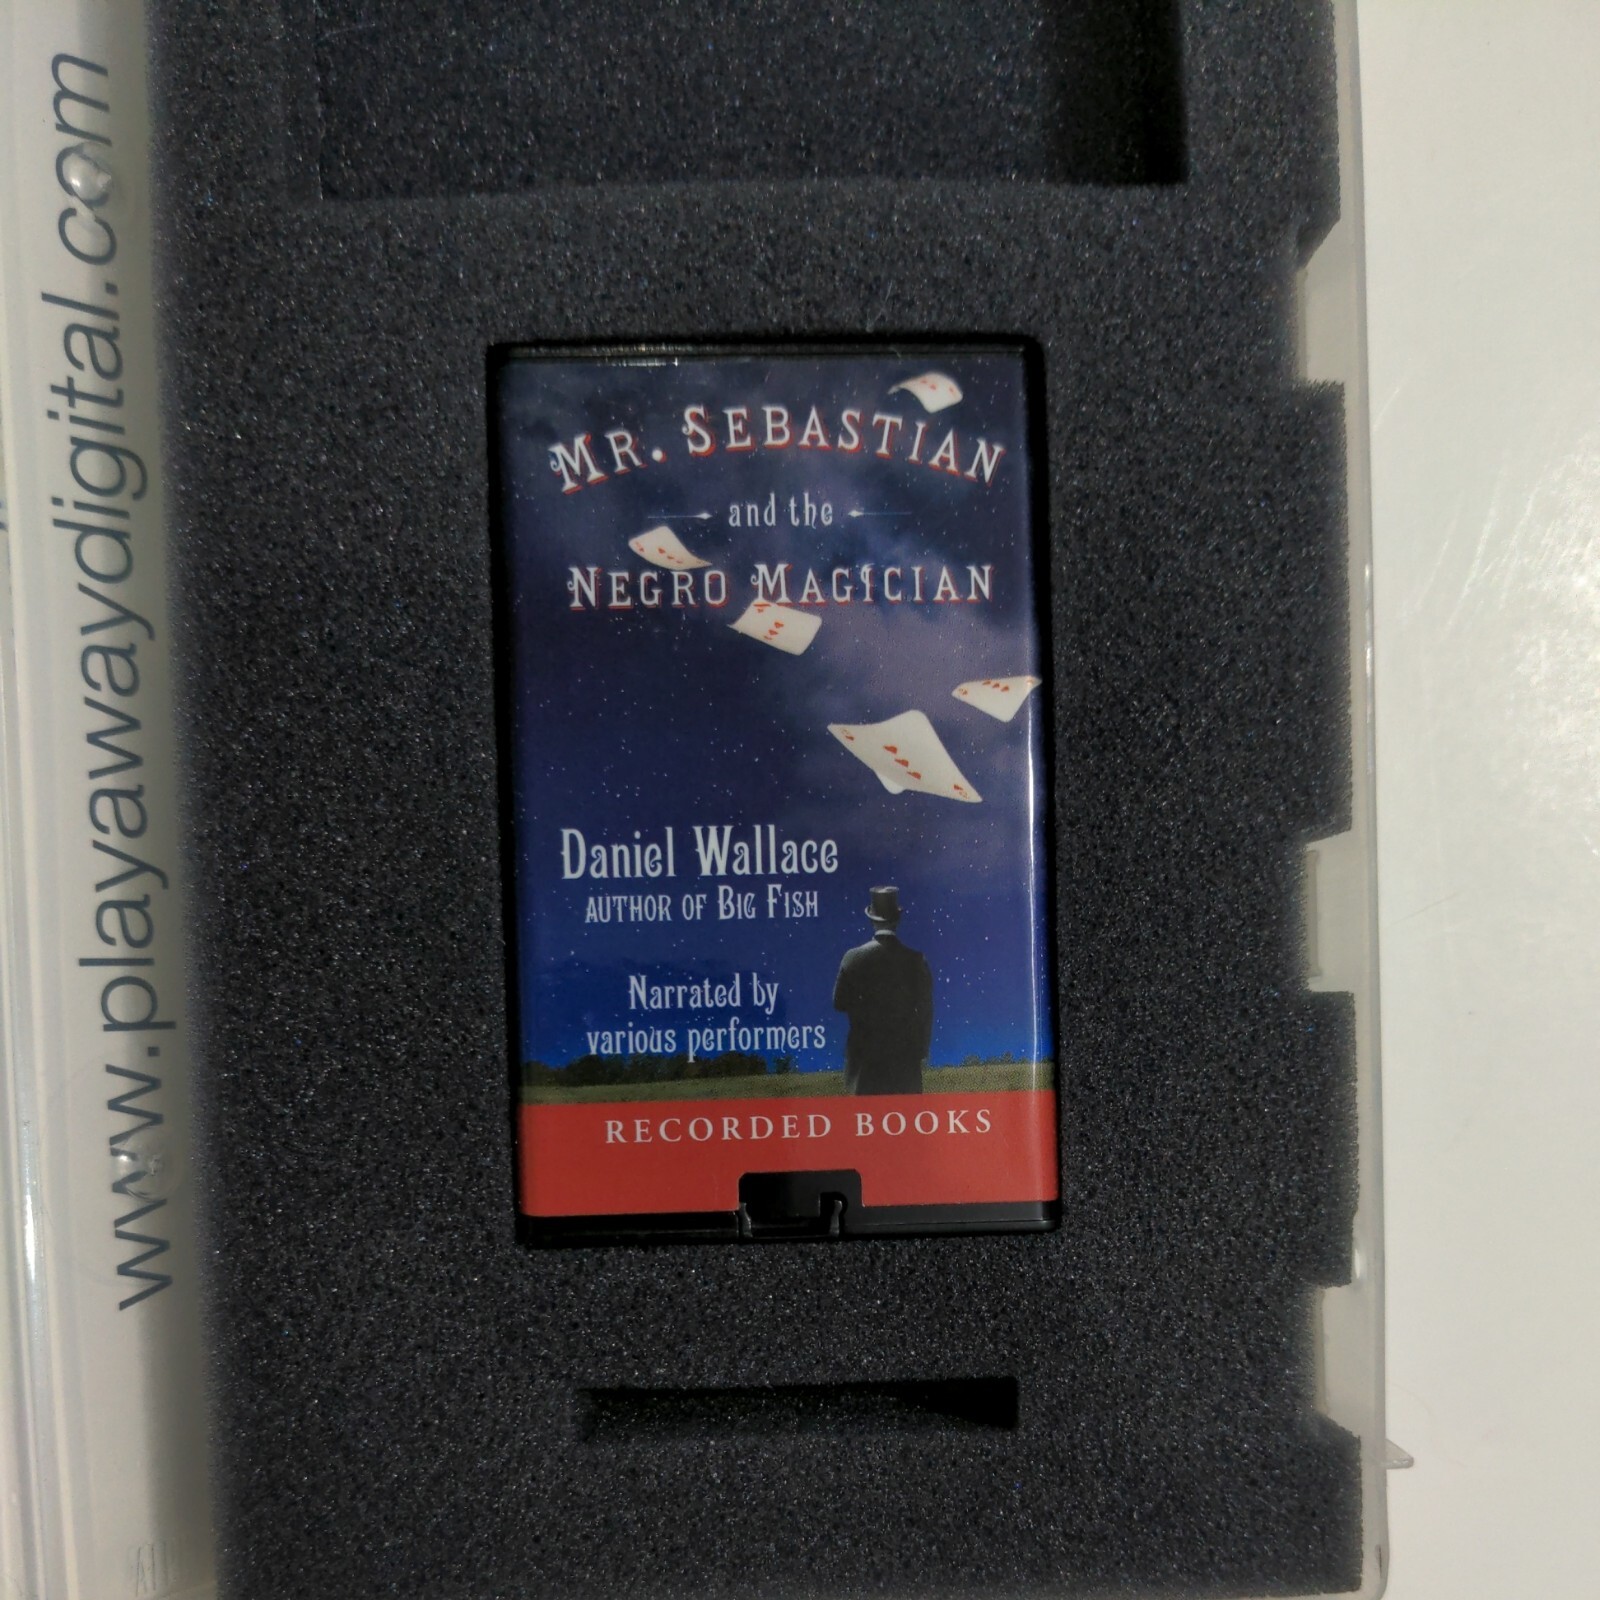 www.playawaydigital.com
MR. SEBASTIAN
and the
NEGRO MAGICIAN
Daniel Wallace
AUTHOR OF BIG FISH
Narrated by
various performers
RECORDED BOOKS